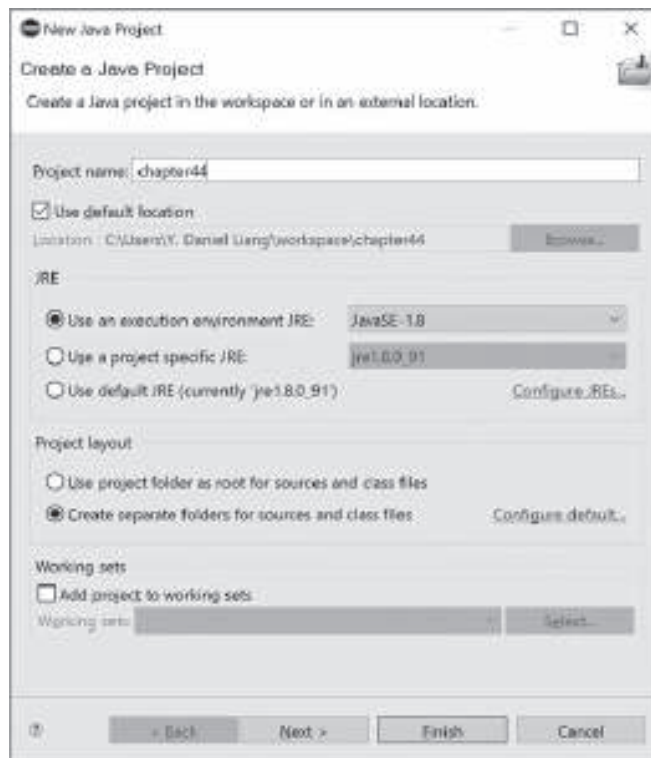 New Java Project
Create a Java Project
Create a Java project in the workspace or in an external location.
Project name: chapter44
Use default location
Location: C:\Users\Y. Daniel Liang\workspace\chapter44 Browse...
JRE
Use an execution environment JRE: JavaSE-1.8
Use a project specific JRE: jre1.8.0_91
Use default JRE (currently 'jre1.8.0_91') Configure JREs...
Project layout
Use project folder as root for sources and class files
Create separate folders for sources and class files Configure default...
Working sets
Add project to working sets
Working sets: Select...
? < Back Next > Finish Cancel